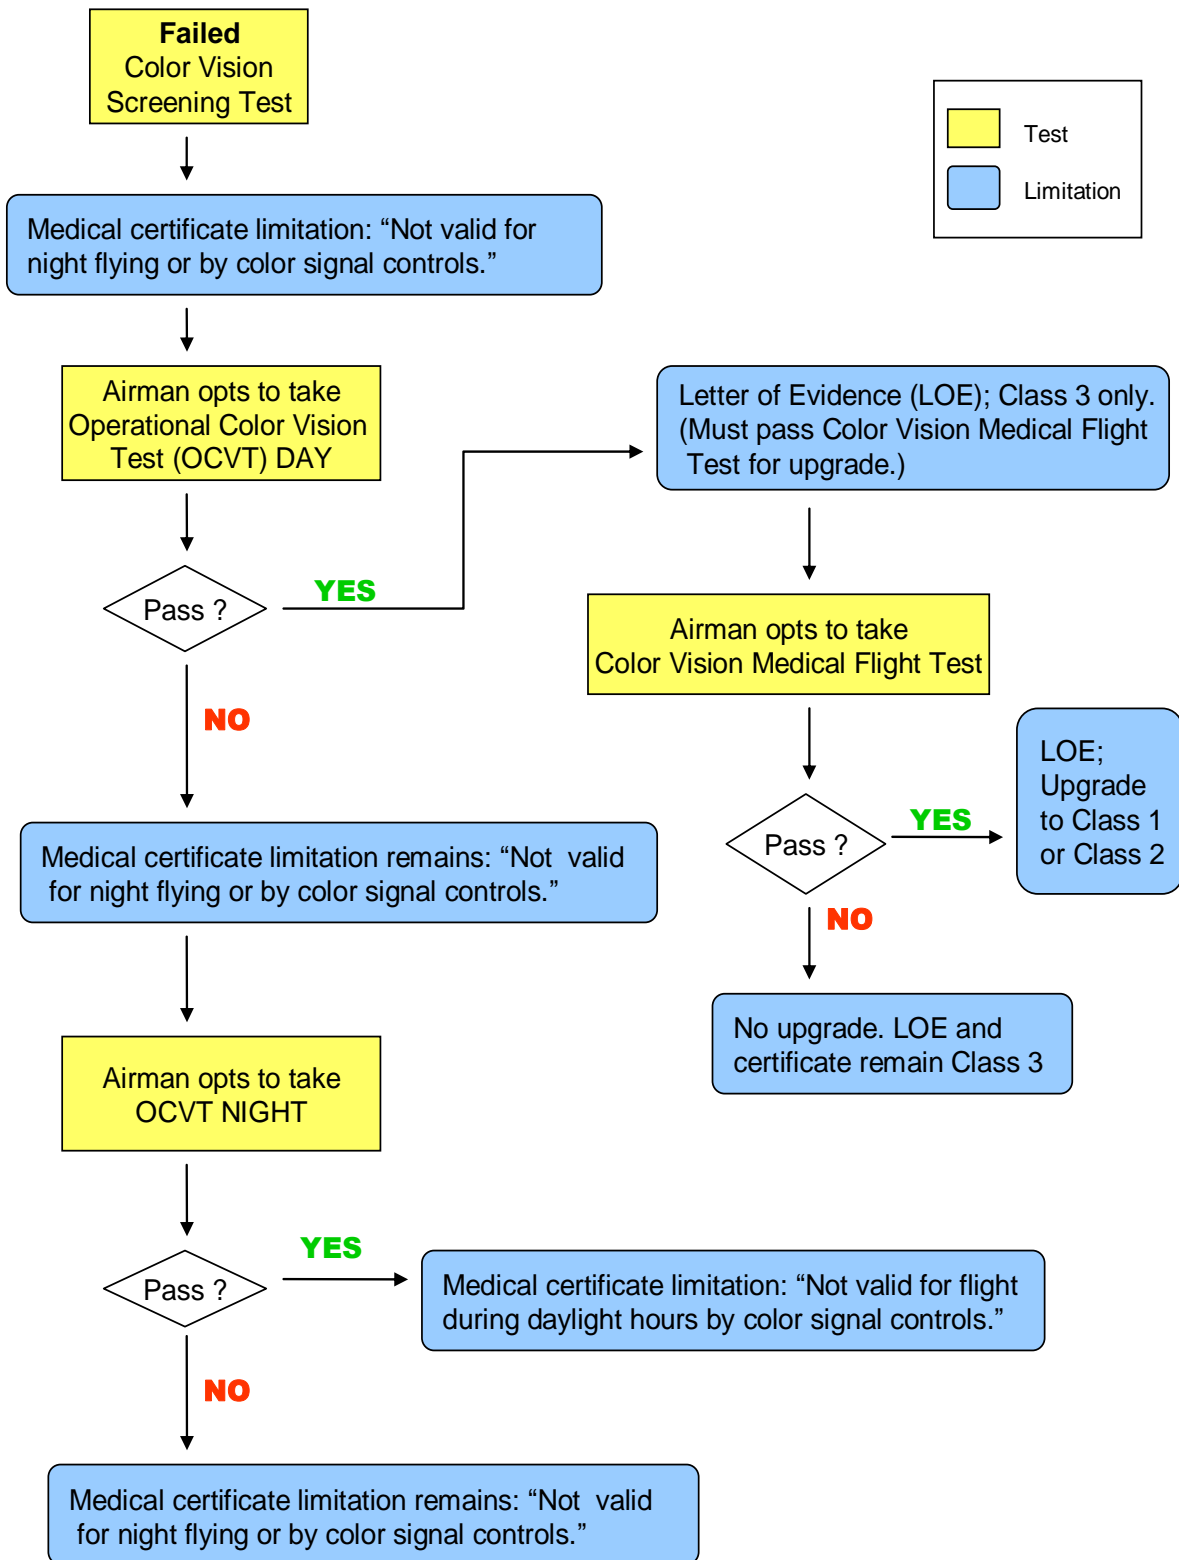 Failed
Color Vision
Screening Test
Test
Limitation
Medical certificate limitation: “Not valid for
night flying or by color signal controls.”
Airman opts to take
Operational Color Vision
Test (OCVT) DAY
Letter of Evidence (LOE); Class 3 only.
(Must pass Color Vision Medical Flight
Test for upgrade.)
Pass ?
YES
NO
Airman opts to take
Color Vision Medical Flight Test
LOE;
Upgrade
to Class 1
or Class 2
Pass ?
YES
NO
Medical certificate limitation remains: “Not valid
for night flying or by color signal controls.”
No upgrade. LOE and
certificate remain Class 3
Airman opts to take
OCVT NIGHT
Pass ?
YES
NO
Medical certificate limitation: “Not valid for flight
during daylight hours by color signal controls.”
Medical certificate limitation remains: “Not valid
for night flying or by color signal controls.”